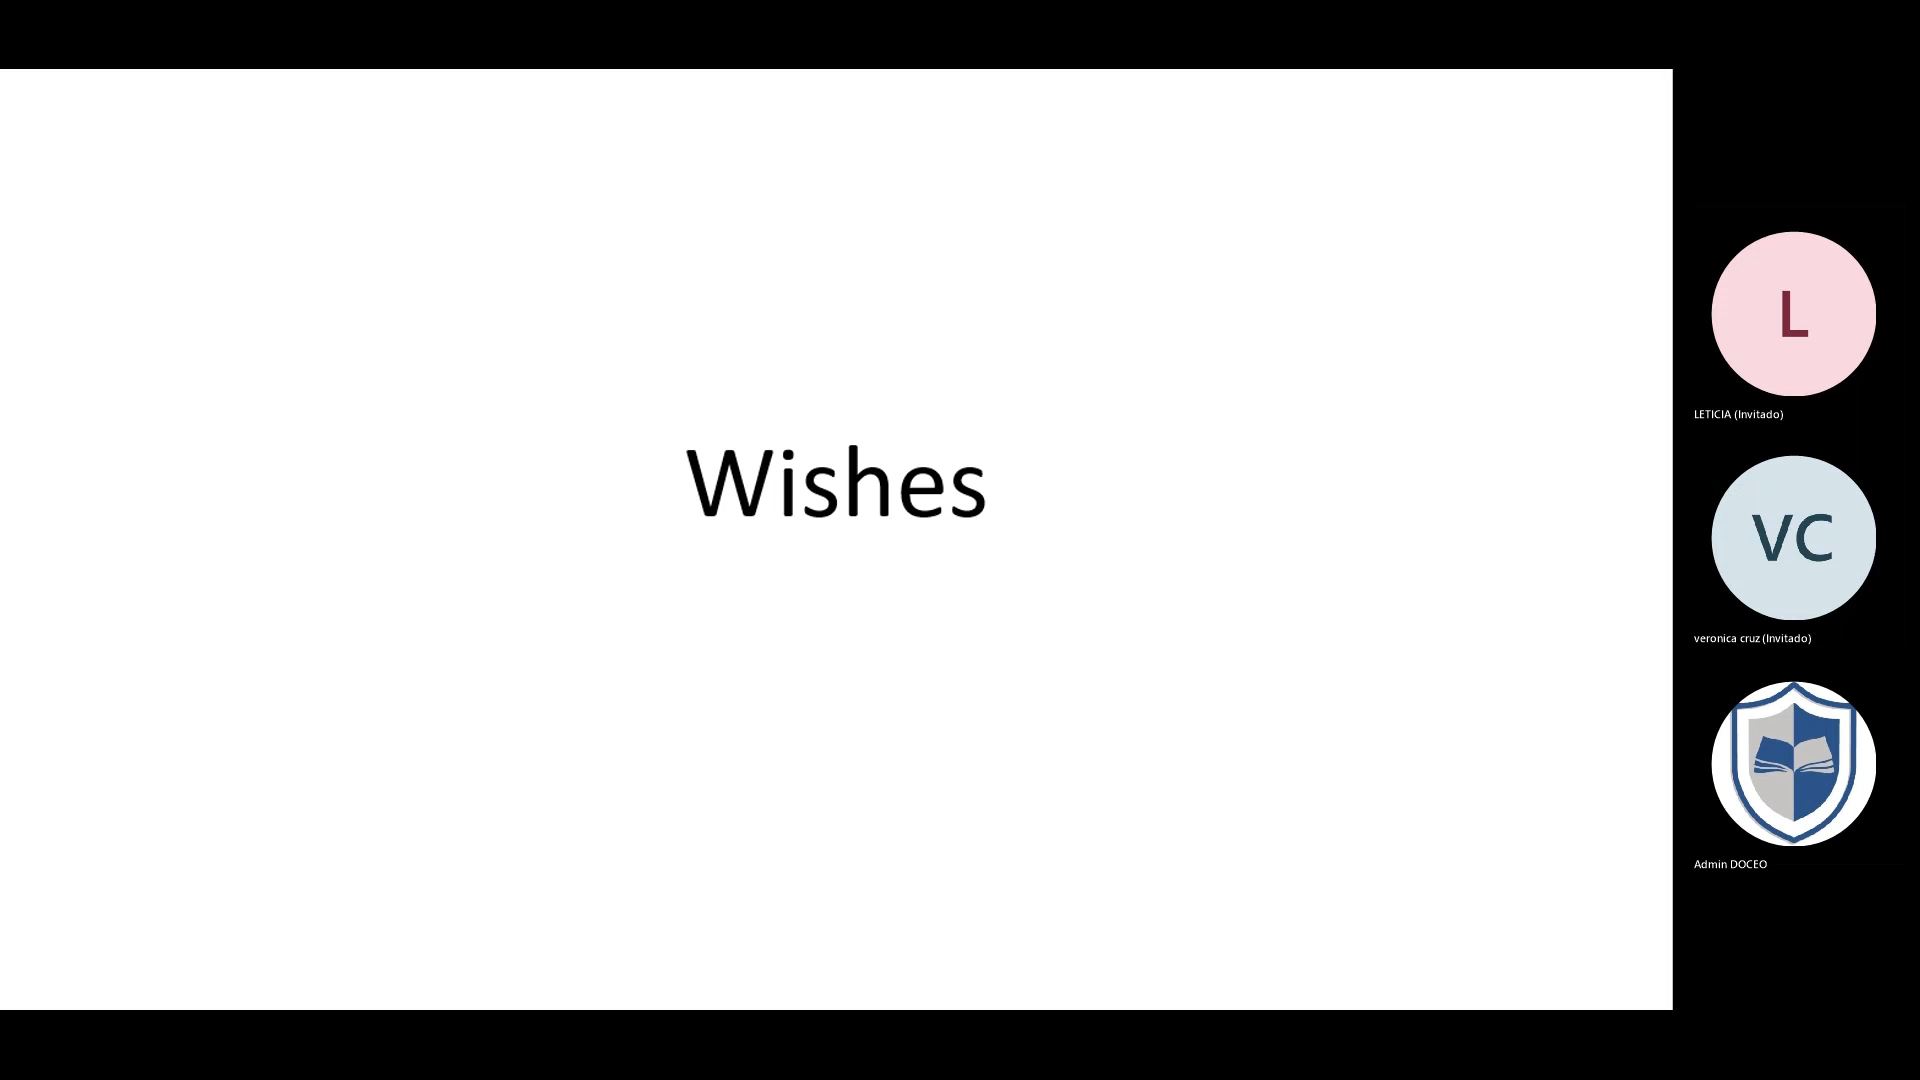 Wishes
L
LETICIA (Invitado)
VC
veronica cruz (Invitado)
Admin DOCEO